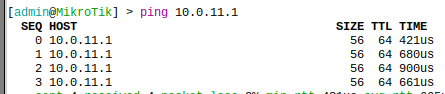 [admin@MikroTik] > ping 10.0.11.1
SEQ HOST SIZE TTL TIME
0 10.0.11.1 56 64 421us
1 10.0.11.1 56 64 680us
2 10.0.11.1 56 64 900us
3 10.0.11.1 56 64 661us